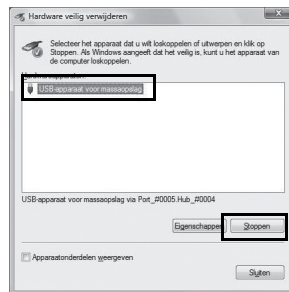 Hardware veilig verwijderen
Selecteer het apparaat dat u wilt loskoppelen of uitwerpen en klik op
Stoppen. Als Windows aangeeft dat het veilig is, kunt u het apparaat van
de computer loskoppelen.
Hardwareapparaten:
USB-apparaat voor massaopslag
USB-apparaat voor massaopslag via Port_#0005.Hub_#0004
Eigenschappen
Stoppen
Apparaatonderdelen weergeven
Sluiten